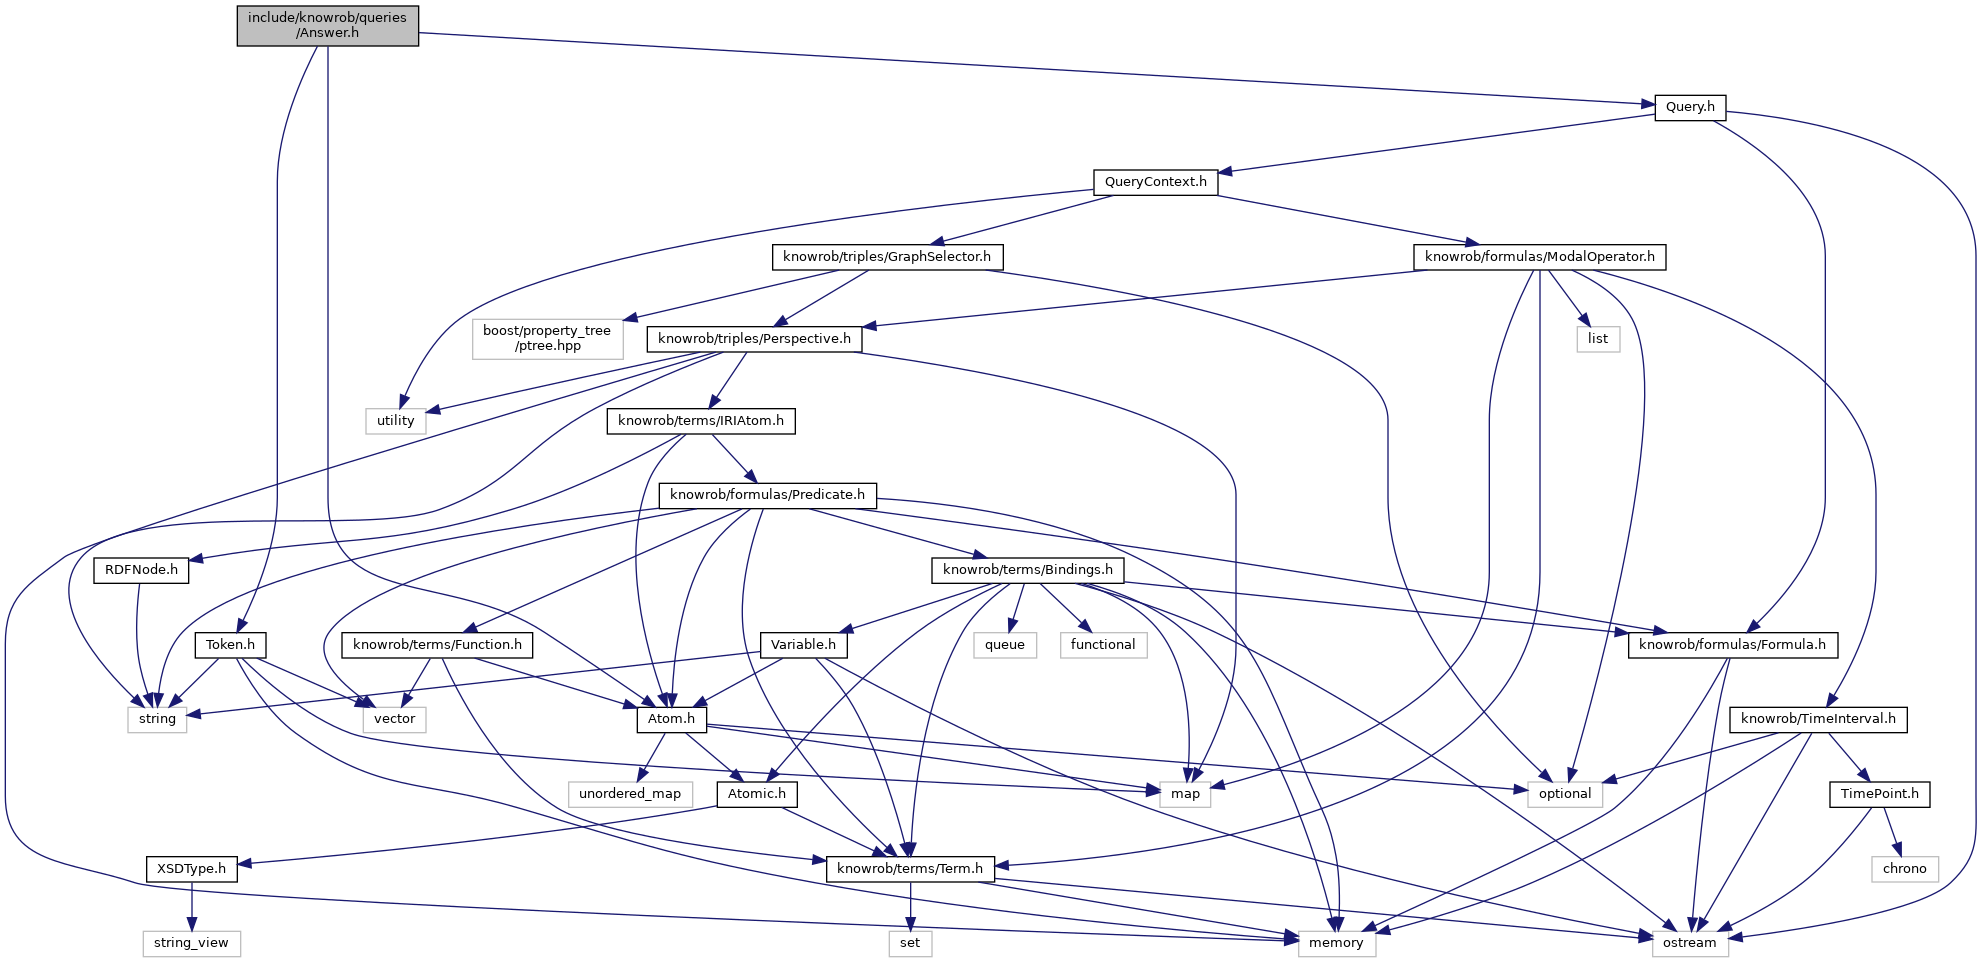 include/knowrob/queries
/Answer.h
Query.h
QueryContext.h
knowrob/triples/GraphSelector.h
knowrob/formulas/ModalOperator.h
boost/property_tree
/ptree.hpp
knowrob/triples/Perspective.h
list
utility
knowrob/terms/IRIAtom.h
knowrob/formulas/Predicate.h
RDFNode.h
knowrob/terms/Bindings.h
Token.h
knowrob/terms/Function.h
Variable.h
queue
functional
knowrob/formulas/Formula.h
string
vector
Atom.h
knowrob/TimeInterval.h
unordered_map
Atomic.h
map
optional
TimePoint.h
XSDType.h
knowrob/terms/Term.h
chrono
string_view
set
memory
ostream